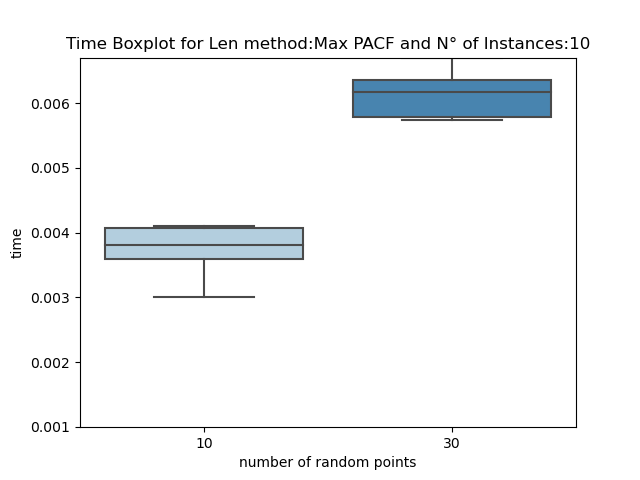 Time Boxplot for Len method:Max PACF and N° of Instances:10
0.006
0.005
0.004
0.003
0.002
0.001
time
10
30
number of random points